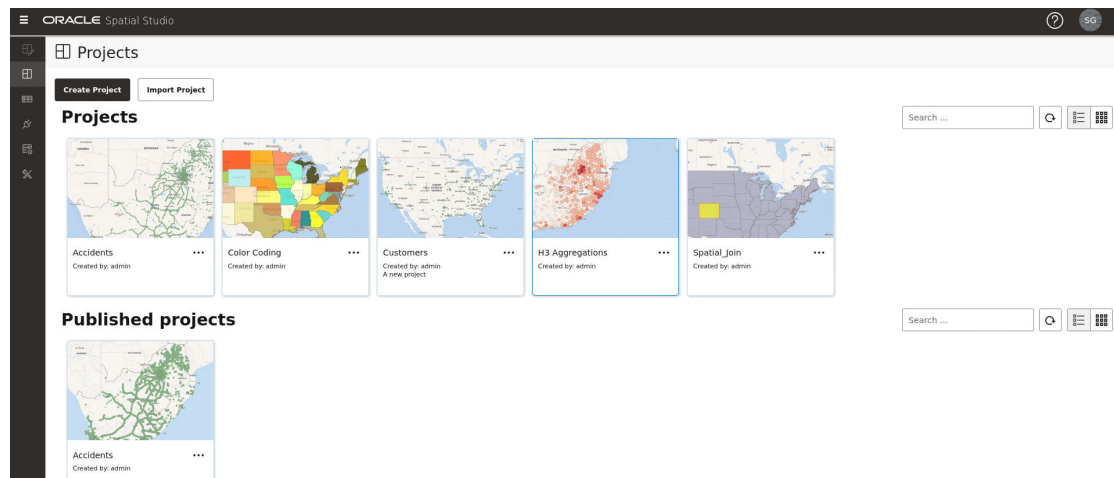 ORACLE Spatial Studio
SG
Projects
Create Project
Import Project
Projects
Search ...
Accidents
Created by: admin
Color Coding
Created by: admin
Customers
Created by: admin
A new project
H3 Aggregations
Created by: admin
Spatial_Join
Created by: admin
Published projects
Search ...
Accidents
Created by: admin